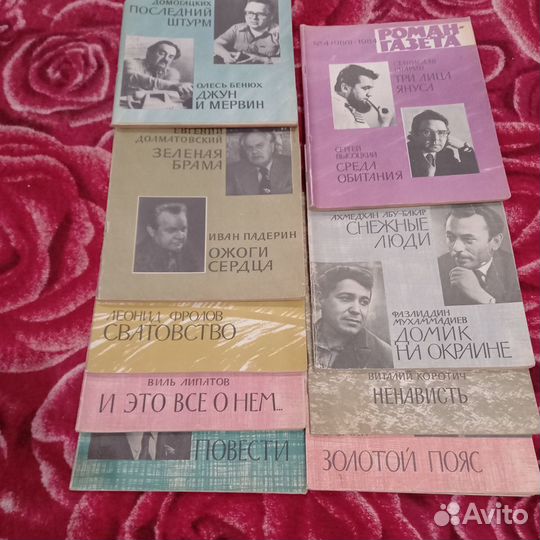 ДОМОГАЦКИХ
ПОСЛЕДНИЙ
ШТУРМ
ОЛЕСЬ БЕНЮХ
ДЖУН
И МЕРВИН
ЕВГЕНИЙ
ДОЛМАТОВСКИЙ
ЗЕЛЕНАЯ
БРАМА
ИВАН ПАДЕРИН
ОЖОГИ
СЕРДЦА
ЛЕОНИД ФРОЛОВ
СВАТОВСТВО
ВИЛЬ ЛИПАТОВ
И ЭТО ВСЕ О НЕМ...
ПОВЕСТИ
1984
РОМАН-
ГАЗЕТА
ТРИ ЛИЦА
ЯНУСА
СЕРГЕЙ
ВЫСОЦКИЙ
СРЕДА
ОБИТАНИЯ
АХМЕДХАН АБУ-БАКАР
СНЕЖНЫЕ
ЛЮДИ
ФАЗЛИДДИН
МУХАММАДИЕВ
ДОМИК
НА ОКРАИНЕ
ВИТАЛИЙ КОРОТИЧ
НЕНАВИСТЬ
ЗОЛОТОЙ ПОЯС
Avito